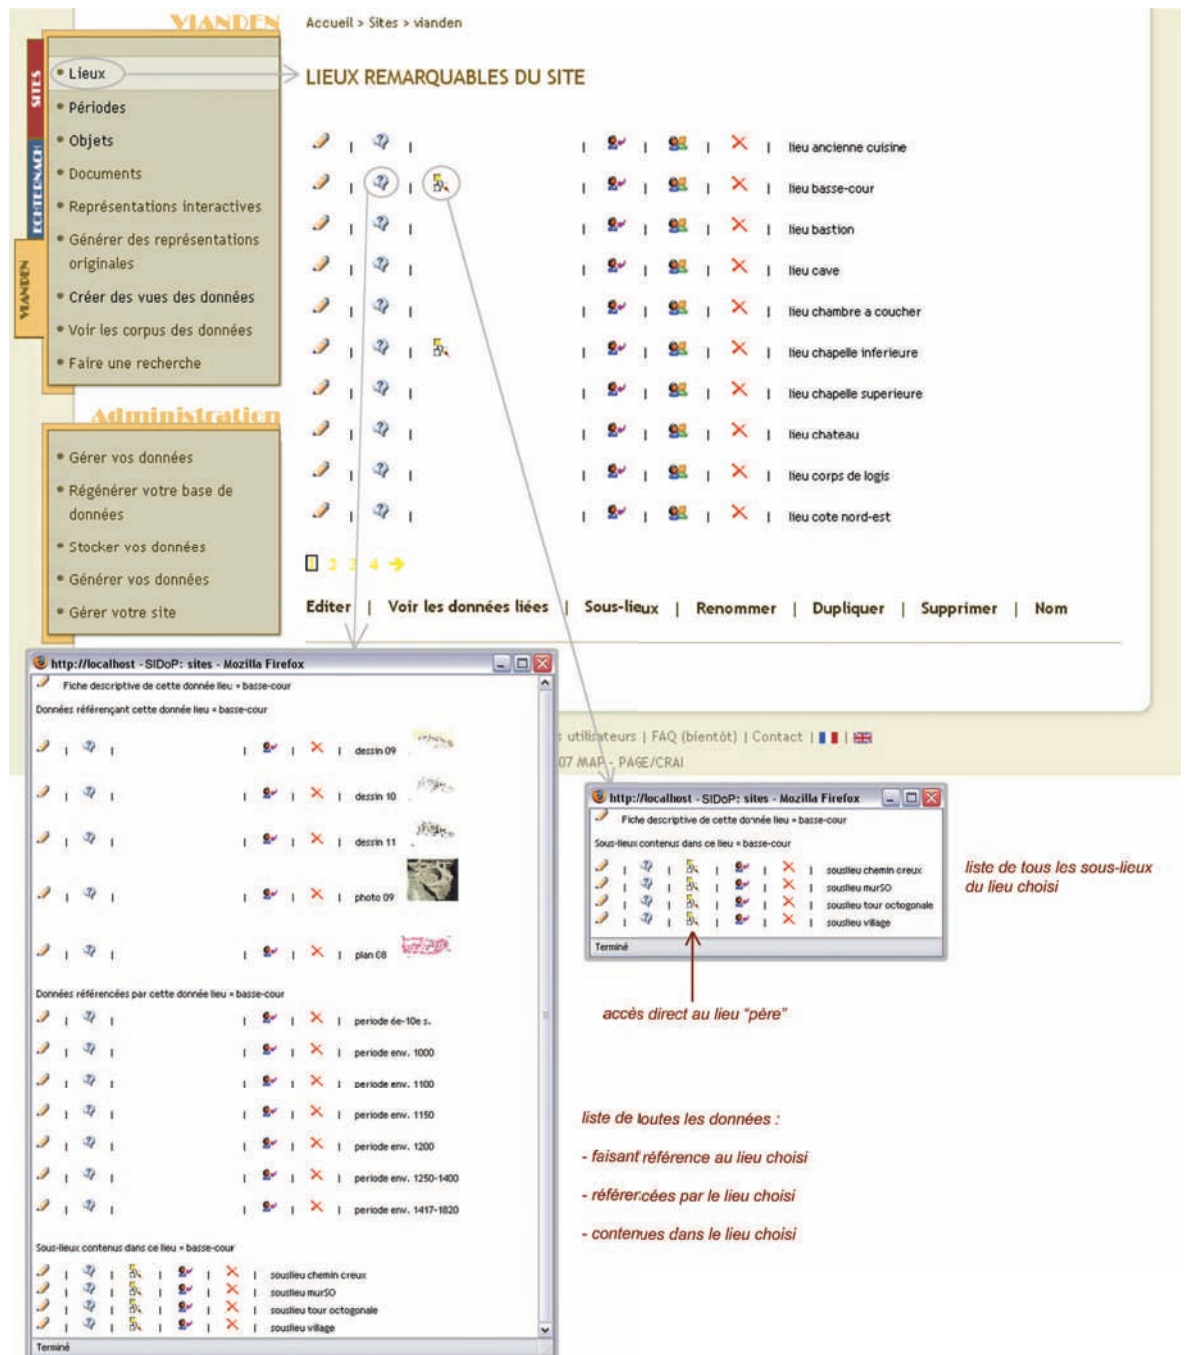 VIANDEN
Accueil > Sites > vianden
SITES
ECHTERNACH
VIANDEN
• Lieux
• Périodes
• Objets
• Documents
• Représentations interactives
• Générer des représentations
originales
• Créer des vues des données
• Voir les corpus des données
• Faire une recherche
Administration
• Gérer vos données
• Régénérer votre base de
données
• Stocker vos données
• Générer vos données
• Gérer votre site
LIEUX REMARQUABLES DU SITE
lieu ancienne cuisine
lieu basse-cour
lieu bastion
lieu cave
lieu chambre a coucher
lieu chapelle inferieure
lieu chapelle superieure
lieu chateau
lieu corps de logis
lieu cote nord-est
1 2 3 4
Editer | Voir les données liées | Sous-lieux | Renommer | Dupliquer | Supprimer | Nom
utilisateurs | FAQ (bientôt) | Contact | |
07 MAP - PAGE/CRAI
http://localhost - SIDoP: sites - Mozilla Firefox
Fiche descriptive de cette donnée lieu = basse-cour
Données référençant cette donnée lieu = basse-cour
dessin 09
dessin 10
dessin 11
photo 09
plan 08
Données référencées par cette donnée lieu = basse-cour
periode 6e-10e s.
periode env. 1000
periode env. 1100
periode env. 1150
periode env. 1200
periode env. 1250-1400
periode env. 1417-1820
Sous-lieux contenus dans ce lieu = basse-cour
souslieu chemin creux
souslieu murSO
souslieu tour octogonale
souslieu village
Terminé
http://localhost - SIDoP: sites - Mozilla Firefox
Fiche descriptive de cette donnée lieu = basse-cour
Sous-lieux contenus dans ce lieu = basse-cour
souslieu chemin creux
souslieu murSO
souslieu tour octogonale
souslieu village
Terminé
liste de tous les sous-lieux
du lieu choisi
accès direct au lieu "père"
liste de toutes les données :
- faisant référence au lieu choisi
- référencées par le lieu choisi
- contenues dans le lieu choisi